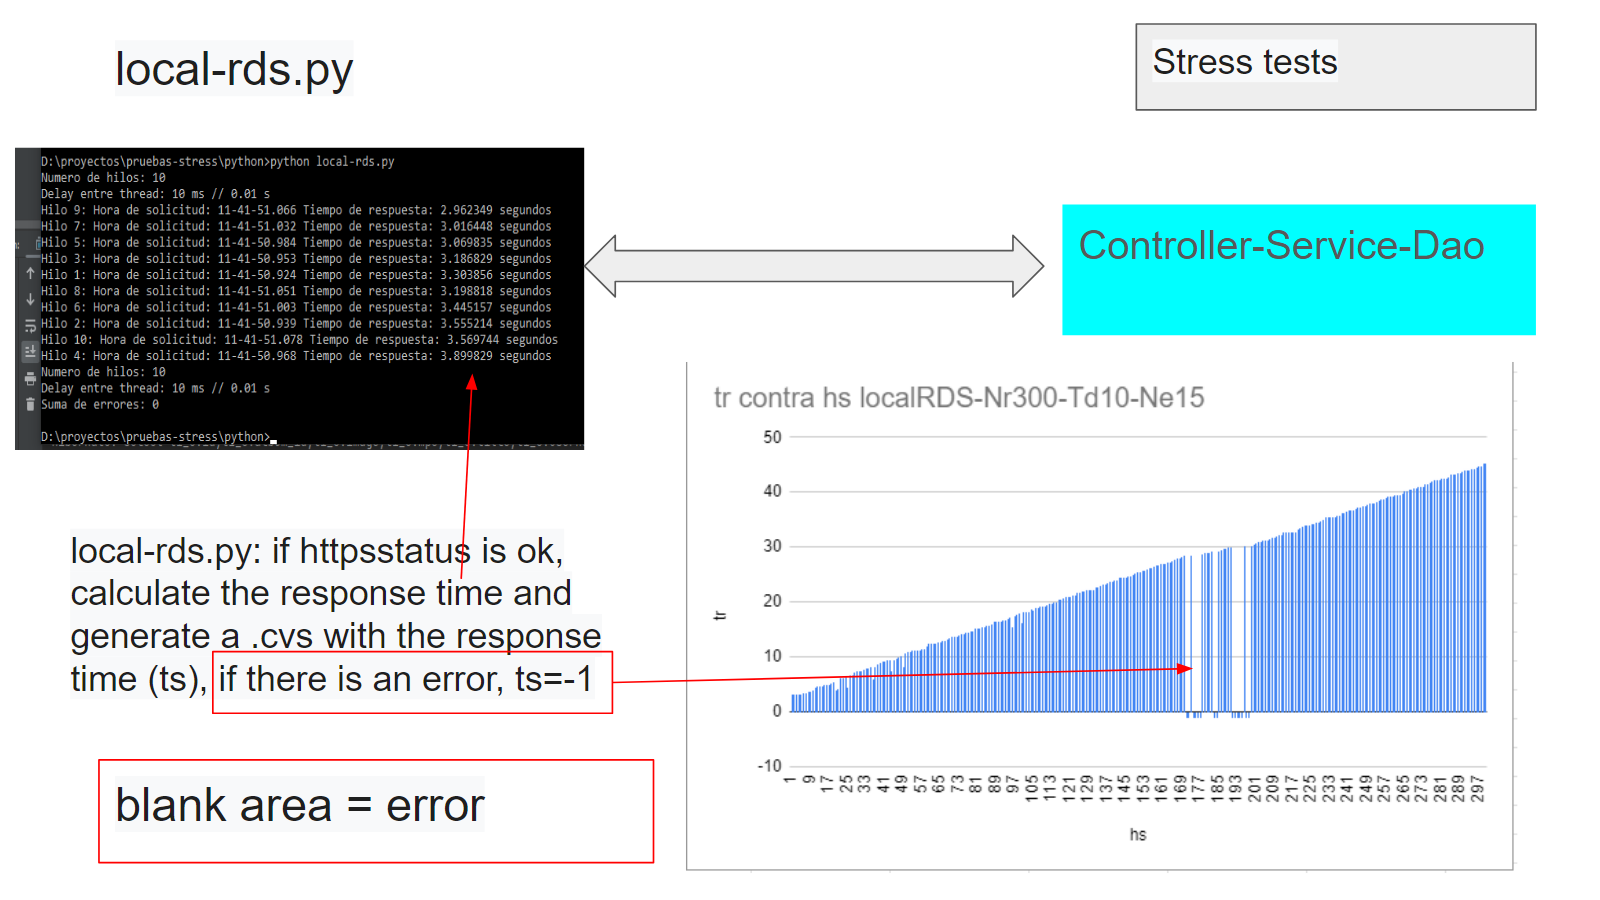 local-rds.py
Stress tests
D:\proyectos\pruebas-stress\python>python local-rds.py
Numero de hilos: 10
Delay entre thread: 10 ms // 0.01 s
Hilo 9: Hora de solicitud: 11-41-51.066 Tiempo de respuesta: 2.962349 segundos
Hilo 7: Hora de solicitud: 11-41-51.032 Tiempo de respuesta: 3.016448 segundos
Hilo 5: Hora de solicitud: 11-41-50.984 Tiempo de respuesta: 3.069835 segundos
Hilo 3: Hora de solicitud: 11-41-50.953 Tiempo de respuesta: 3.186829 segundos
Hilo 1: Hora de solicitud: 11-41-50.924 Tiempo de respuesta: 3.303856 segundos
Hilo 8: Hora de solicitud: 11-41-51.051 Tiempo de respuesta: 3.198818 segundos
Hilo 6: Hora de solicitud: 11-41-51.003 Tiempo de respuesta: 3.445157 segundos
Hilo 2: Hora de solicitud: 11-41-50.939 Tiempo de respuesta: 3.555214 segundos
Hilo 10: Hora de solicitud: 11-41-51.078 Tiempo de respuesta: 3.569744 segundos
Hilo 4: Hora de solicitud: 11-41-50.968 Tiempo de respuesta: 3.899829 segundos
Numero de hilos: 10
Delay entre thread: 10 ms // 0.01 s
Suma de errores: 0
D:\proyectos\pruebas-stress\python>
Controller-Service-Dao
local-rds.py: if httpsstatus is ok,
calculate the response time and
generate a .cvs with the response
time (ts), if there is an error, ts=-1
blank area = error
tr contra hs localRDS-Nr300-Td10-Ne15
50
40
30
20
10
0
-10
tr
1 9 17 25 33 41 49 57 65 73 81 89 97 105 113 121 129 137 145 153 161 169 177 185 193 201 209 217 225 233 241 249 257 265 273 281 289 297
hs